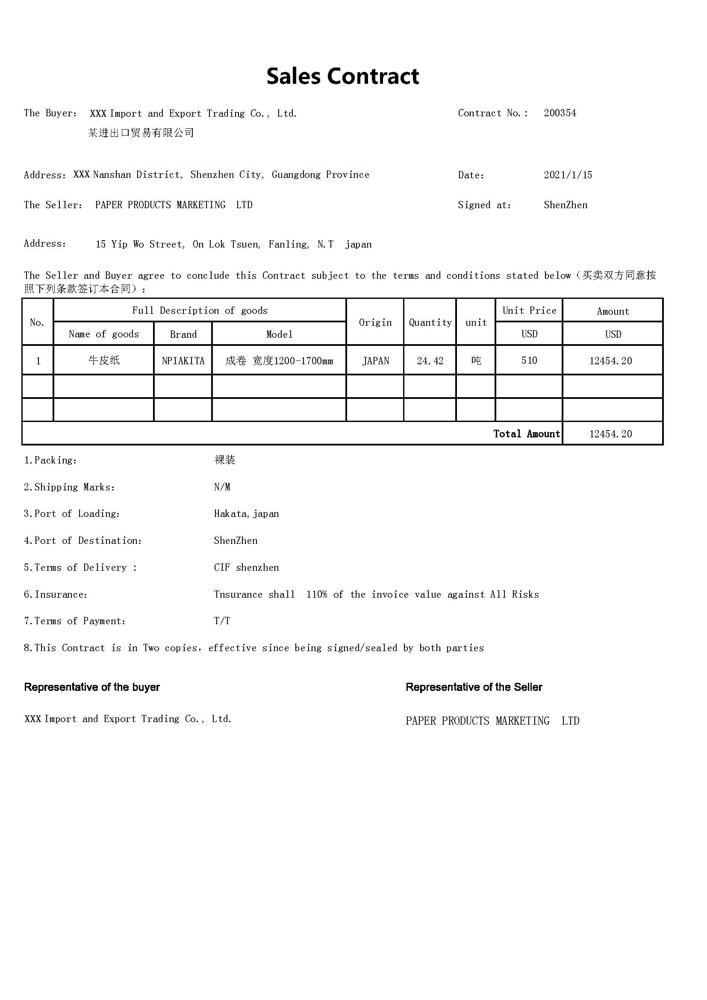 Sales Contract
The Buyer: XXX Import and Export Trading Co., Ltd. Contract No.: 200354
某进出口贸易有限公司
Address: XXX Nanshan District, Shenzhen City, Guangdong Province Date: 2021/1/15
The Seller: PAPER PRODUCTS MARKETING LTD Signed at: ShenZhen
Address: 15 Yip Wo Street, On Lok Tsuen, Fanling, N.T japan
The Seller and Buyer agree to conclude this Contract subject to the terms and conditions stated below（买卖双方同意按
照下列条款签订本合同）:
No. Full Description of goods Origin Quantity unit Unit Price Amount
Name of goods Brand Model USD USD
1 牛皮纸 NPIAKITA 成卷 宽度1200-1700mm JAPAN 24.42 吨 510 12454.20
Total Amount 12454.20
1.Packing: 裸装
2.Shipping Marks: N/M
3.Port of Loading: Hakata,japan
4.Port of Destination: ShenZhen
5.Terms of Delivery : CIF shenzhen
6.Insurance: Tnsurance shall 110% of the invoice value against All Risks
7.Terms of Payment: T/T
8.This Contract is in Two copies，effective since being signed/sealed by both parties
Representative of the buyer Representative of the Seller
XXX Import and Export Trading Co., Ltd. PAPER PRODUCTS MARKETING LTD